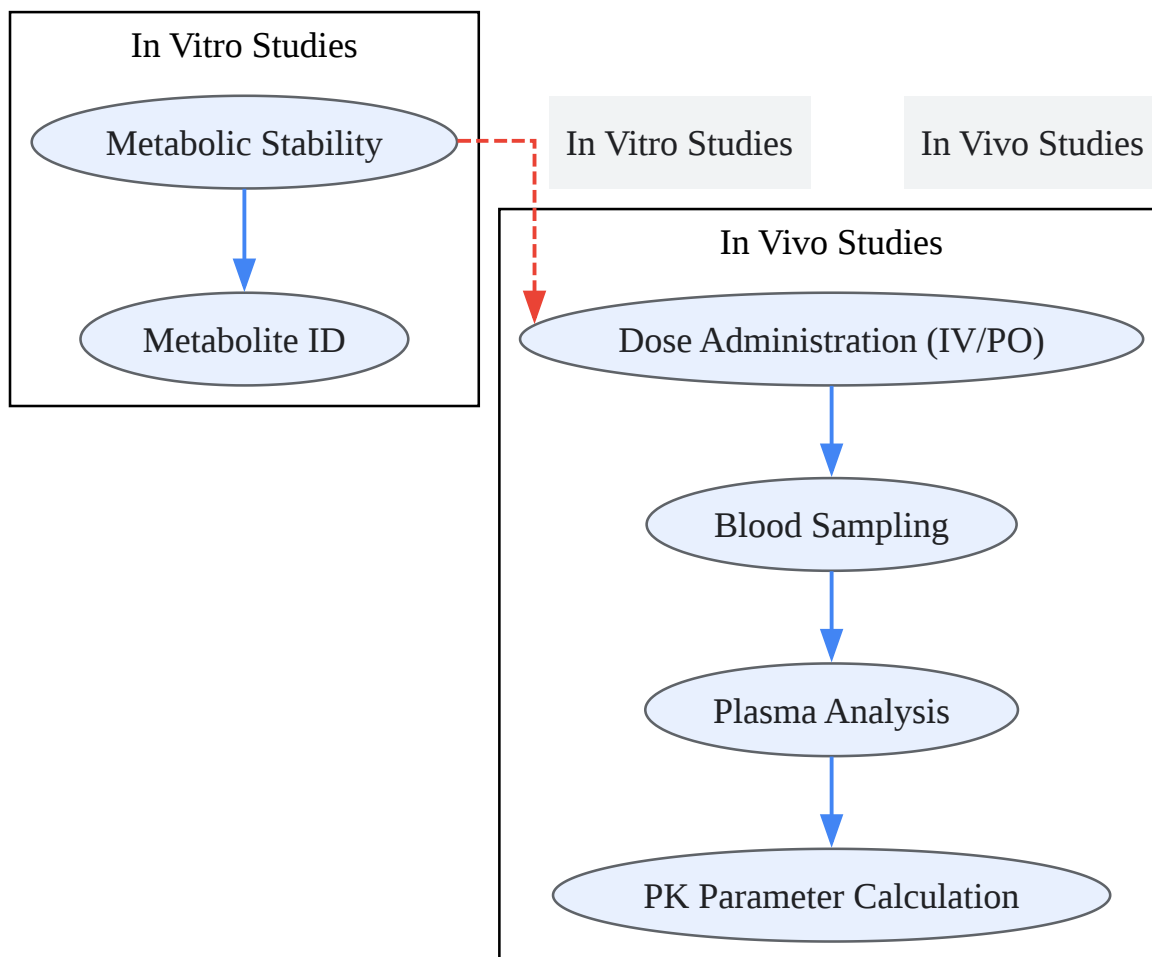 In Vitro Studies
Metabolic Stability
Metabolite ID
In Vitro Studies
In Vivo Studies
In Vivo Studies
Dose Administration (IV/PO)
Blood Sampling
Plasma Analysis
PK Parameter Calculation